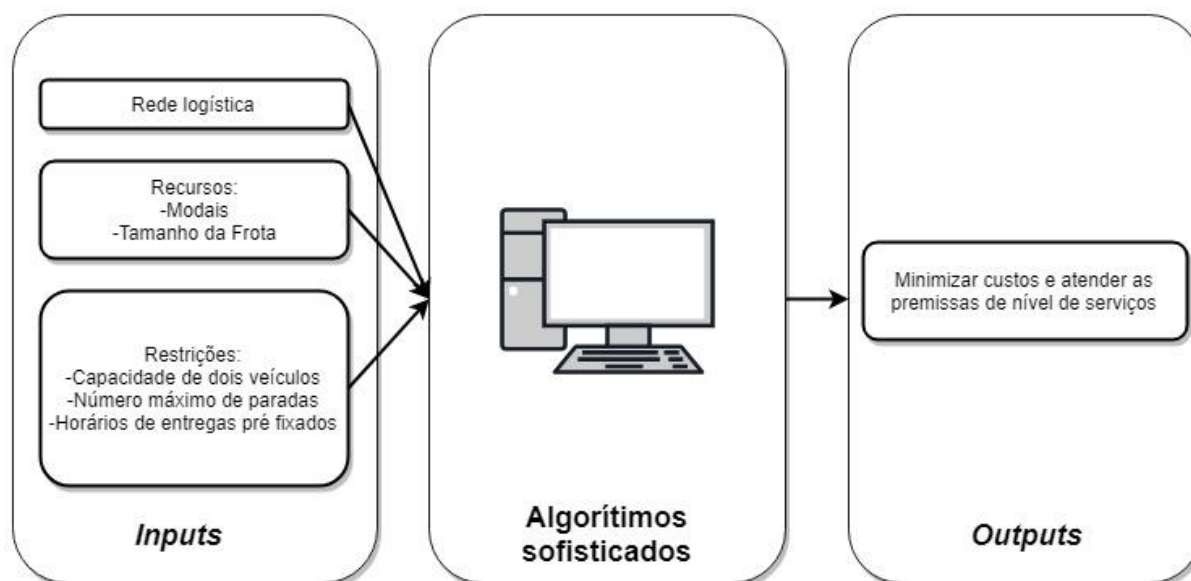 Rede logística
Recursos:
-Modais
-Tamanho da Frota
Restrições:
-Capacidade de dois veículos
-Número máximo de paradas
-Horários de entregas pré fixados
Inputs
Algorítimos
sofisticados
Minimizar custos e atender as
premissas de nível de serviços
Outputs